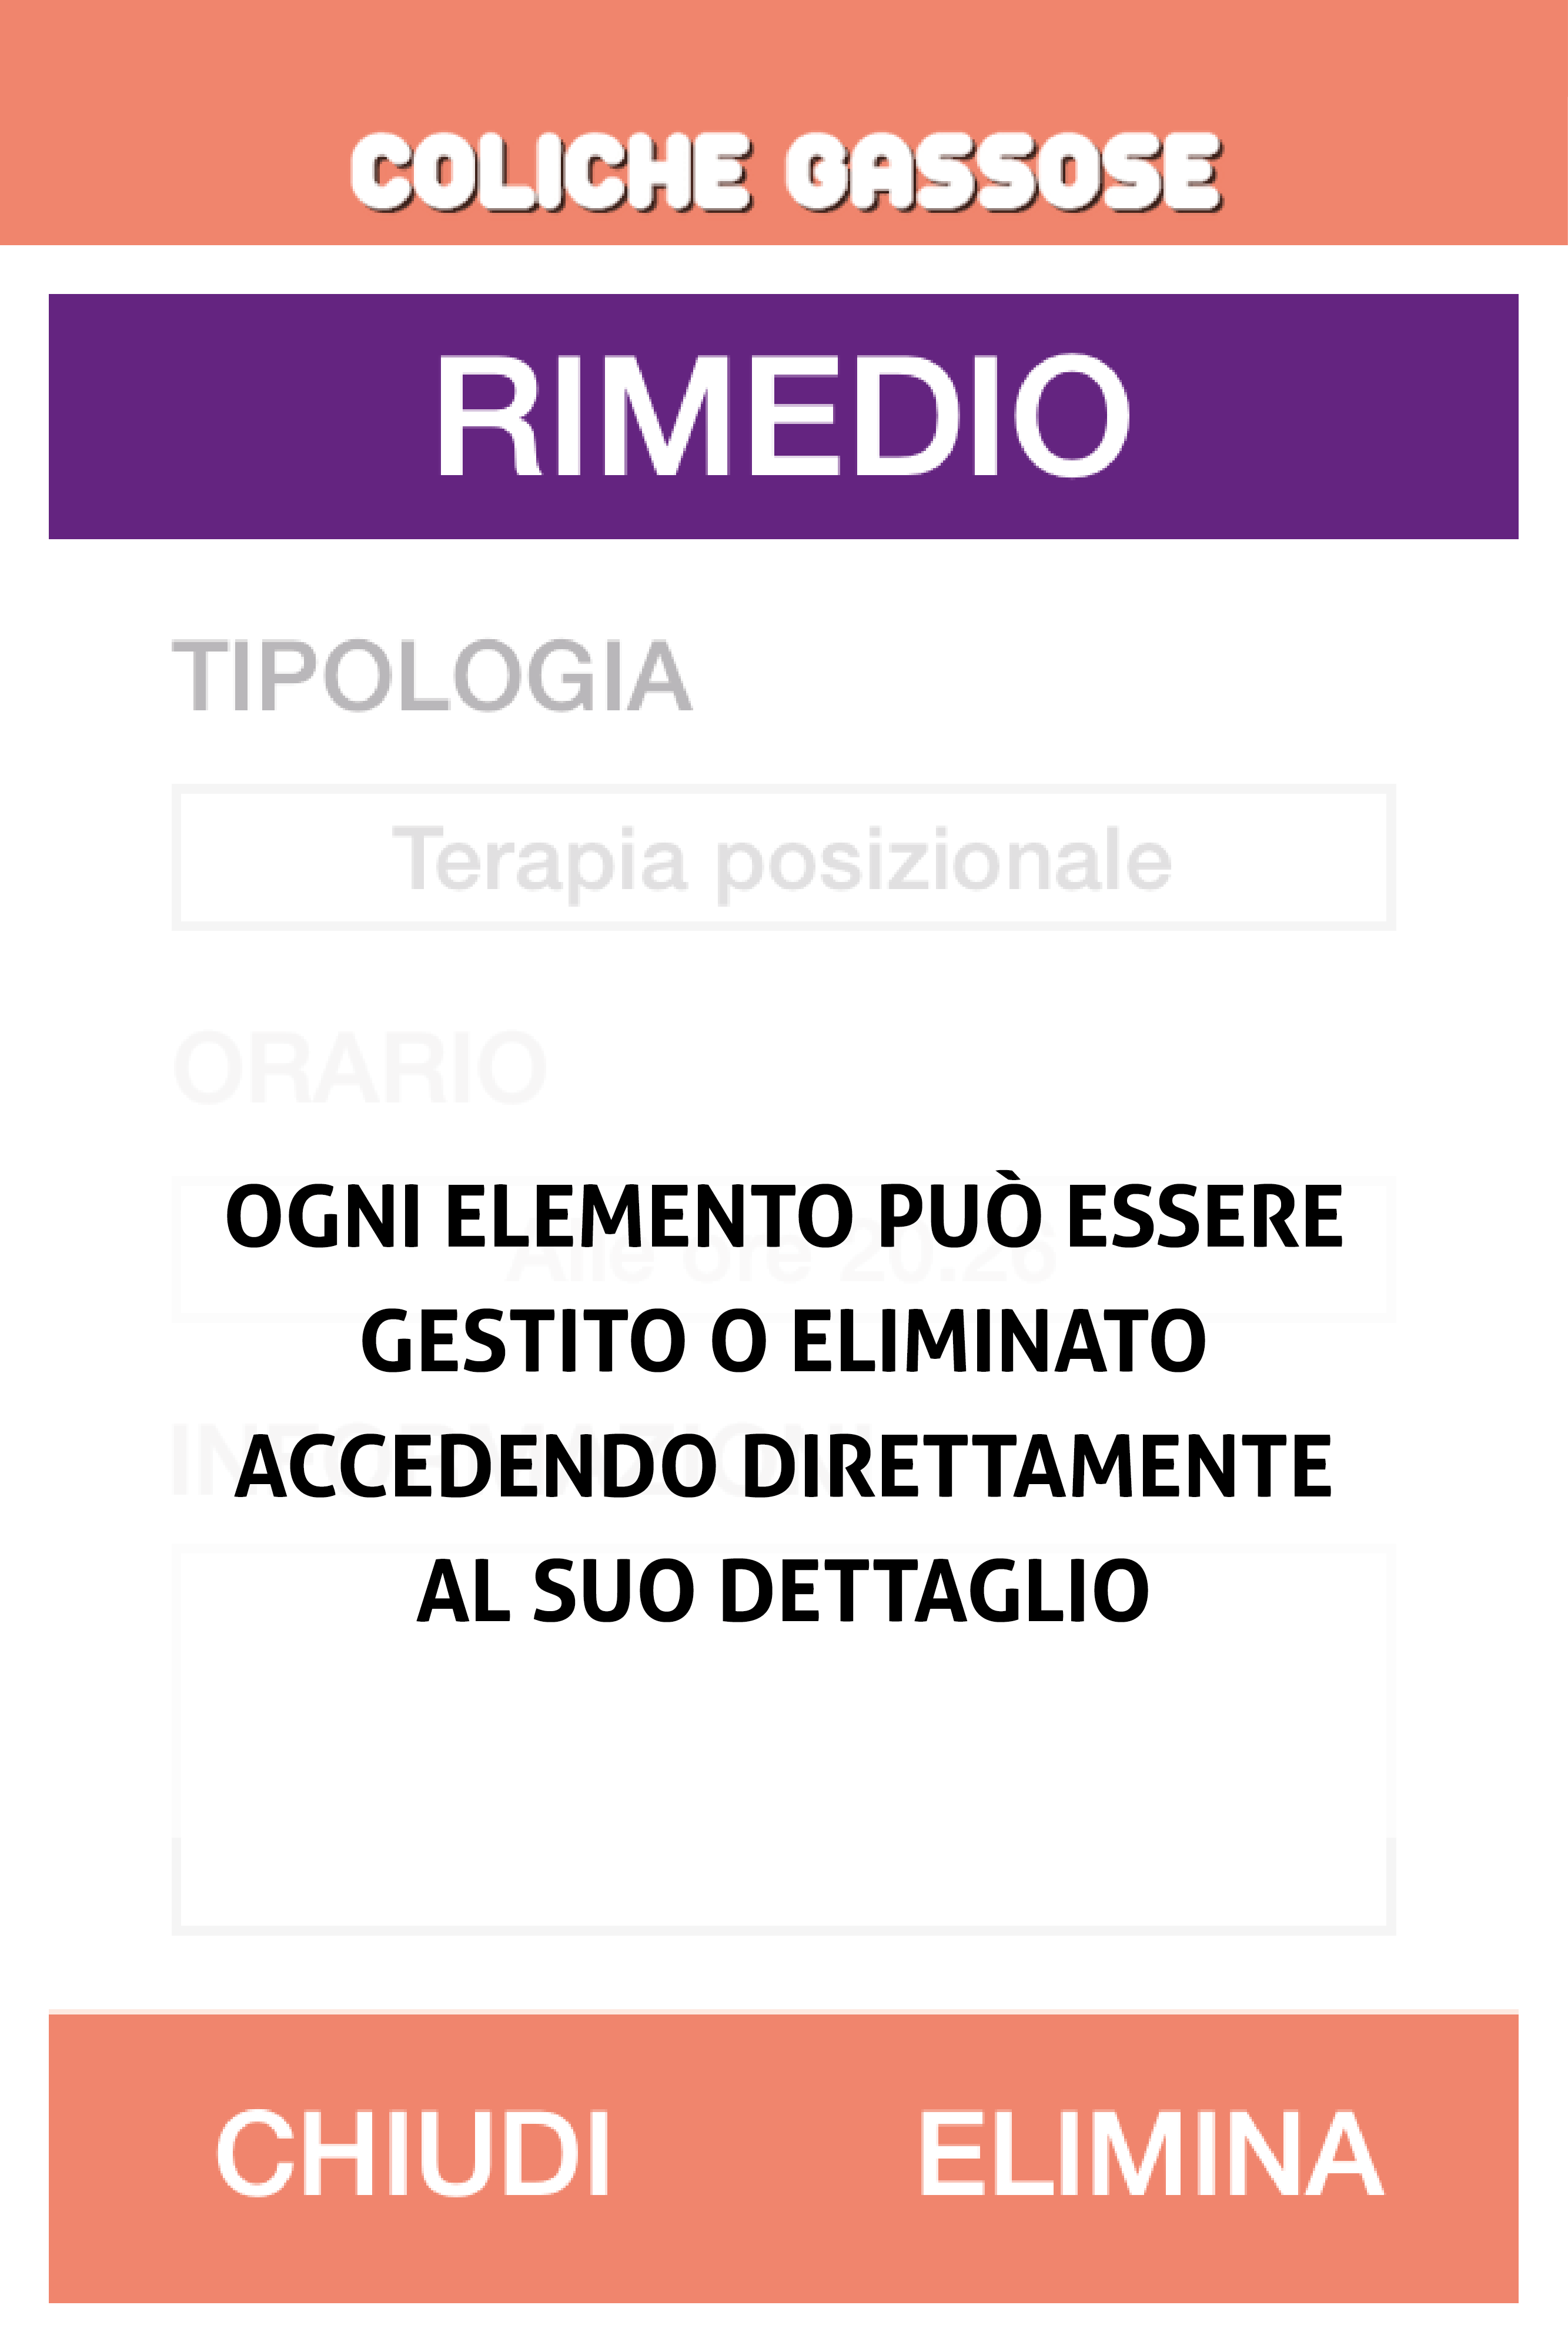 COLICHE GASSOSE
RIMEDIO
TIPOLOGIA
Terapia posizionale
ORARIO
Alle ore 20:26
OGNI ELEMENTO PUÒ ESSERE
GESTITO O ELIMINATO
ACCEDENDO DIRETTAMENTE
AL SUO DETTAGLIO
CHIUDI ELIMINA